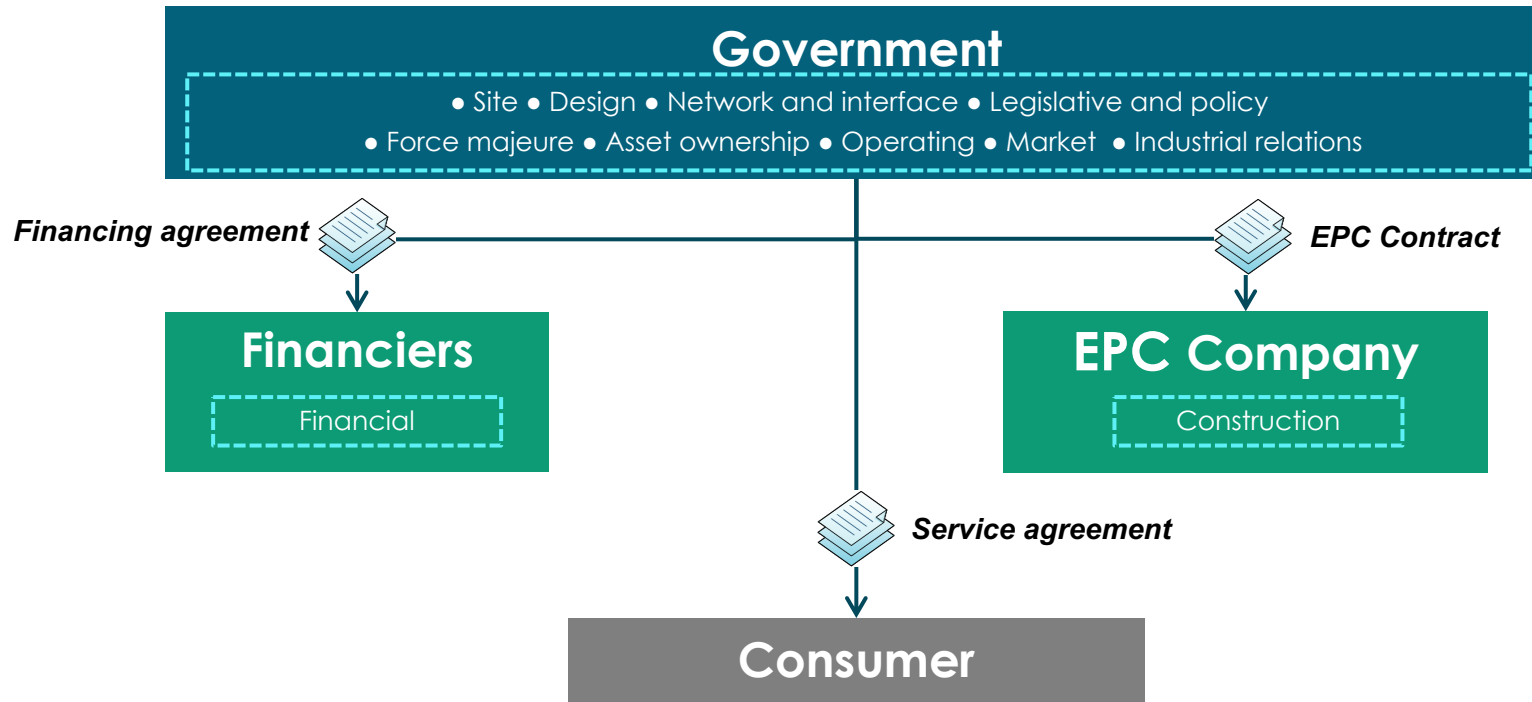 Government
● Site ● Design ● Network and interface ● Legislative and policy
● Force majeure ● Asset ownership ● Operating ● Market ● Industrial relations
Financing agreement
EPC Contract
Financiers
Financial
EPC Company
Construction
Service agreement
Consumer